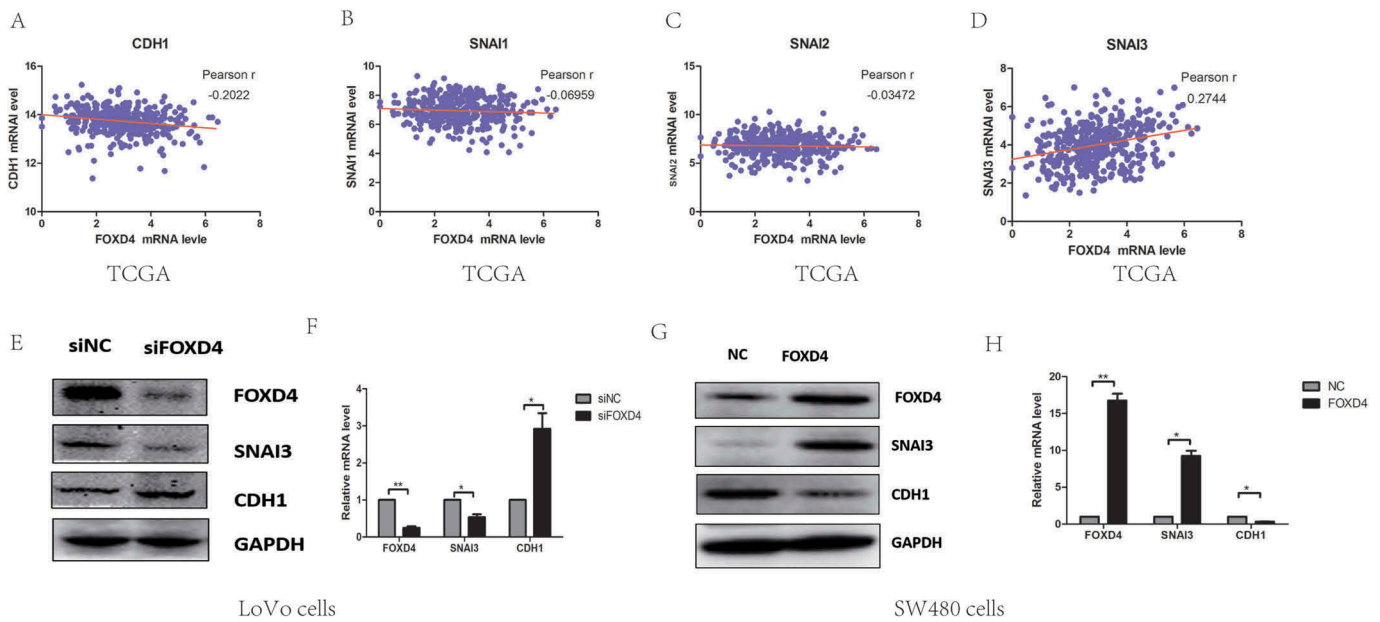 A
CDH1
Pearson r
-0.2022
16
14
12
10
CDH1 mRNAl evel
0
2
4
6
8
FOXD4 mRNA levle
TCGA
B
SNAI1
Pearson r
-0.06959
10
8
6
4
2
0
SNAI1 mRNAl evel
0
2
4
6
8
FOXD4 mRNA levle
TCGA
C
SNAI2
Pearson r
-0.03472
15
10
5
0
SNAI2 mRNAl evel
0
2
4
6
8
FOXD4 mRNA levle
TCGA
D
SNAI3
Pearson r
0.2744
8
6
4
2
0
SNAI3 mRNAl evel
0
2
4
6
8
FOXD4 mRNA levle
TCGA
E
siNC siFOXD4
FOXD4
SNAI3
CDH1
GAPDH
F
4
3
2
1
0
Relative mRNA level
** * *
siNC
siFOXD4
FOXD4 SNAI3 CDH1
LoVo cells
G
NC FOXD4
FOXD4
SNAI3
CDH1
GAPDH
H
20
15
10
5
0
Relative mRNA level
** * *
NC
FOXD4
FOXD4 SNAI3 CDH1
SW480 cells